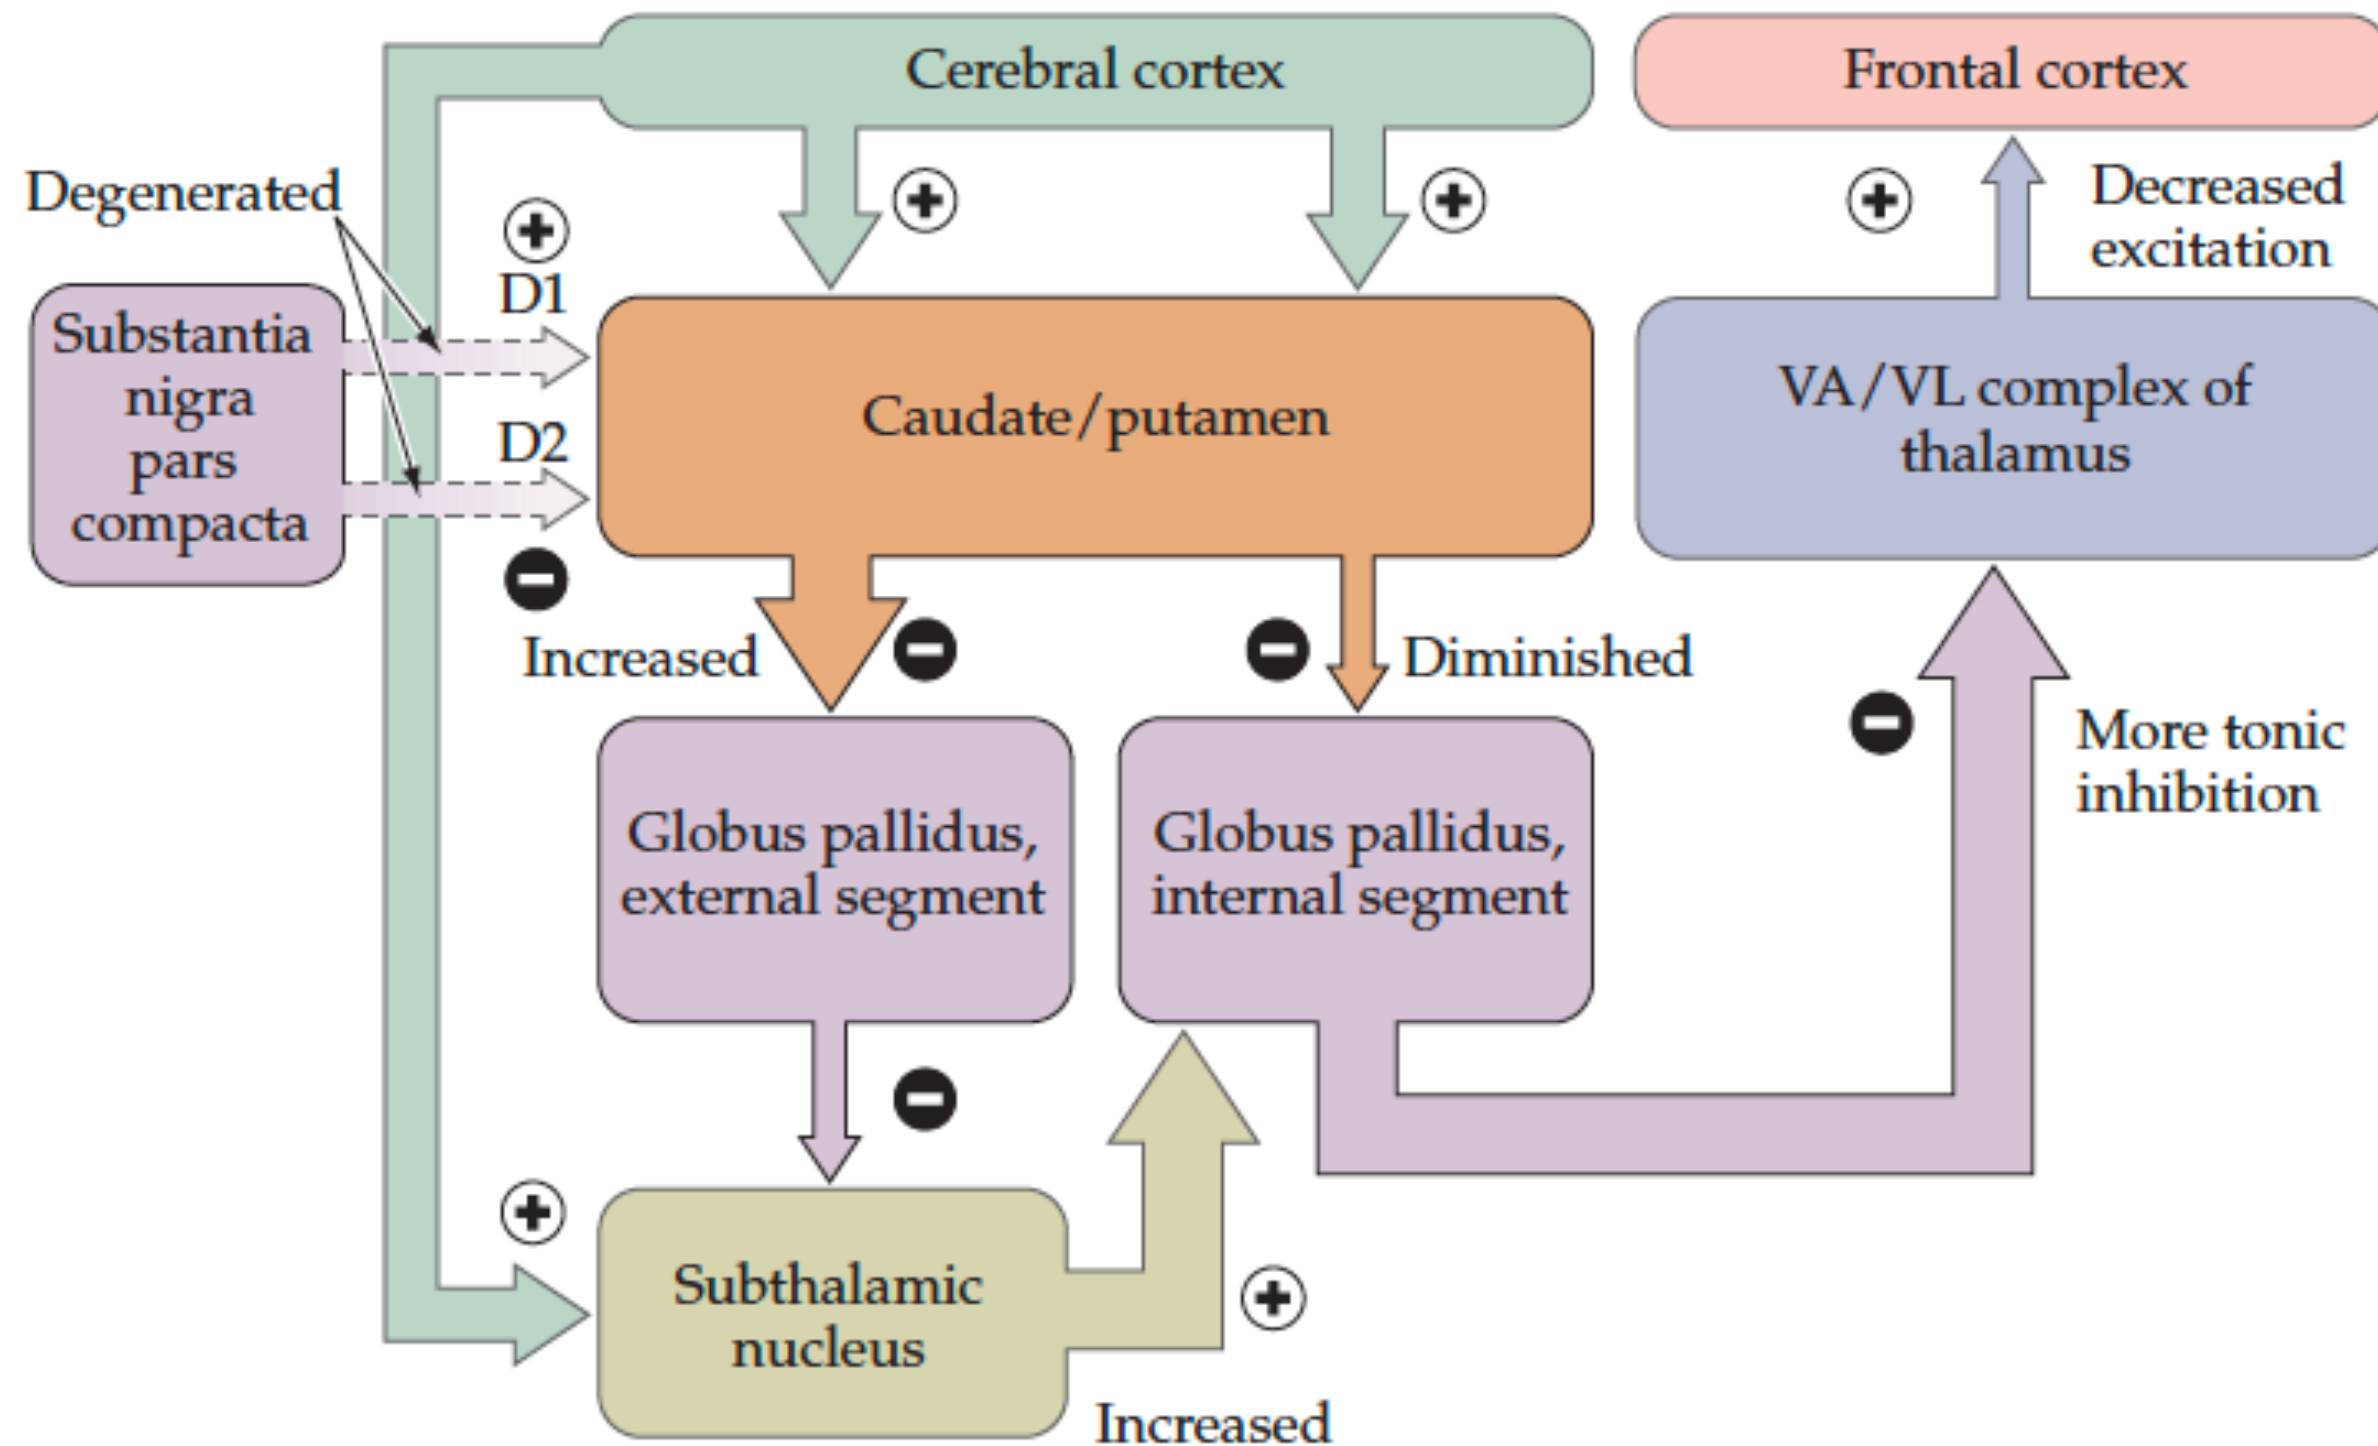 Cerebral cortex
Frontal cortex
Degenerated
Decreased
excitation
D1
D2
Substantia
nigra
pars
compacta
Caudate/putamen
VA/VL complex of
thalamus
Increased
Diminished
More tonic
inhibition
Globus pallidus,
external segment
Globus pallidus,
internal segment
Subthalamic
nucleus
Increased